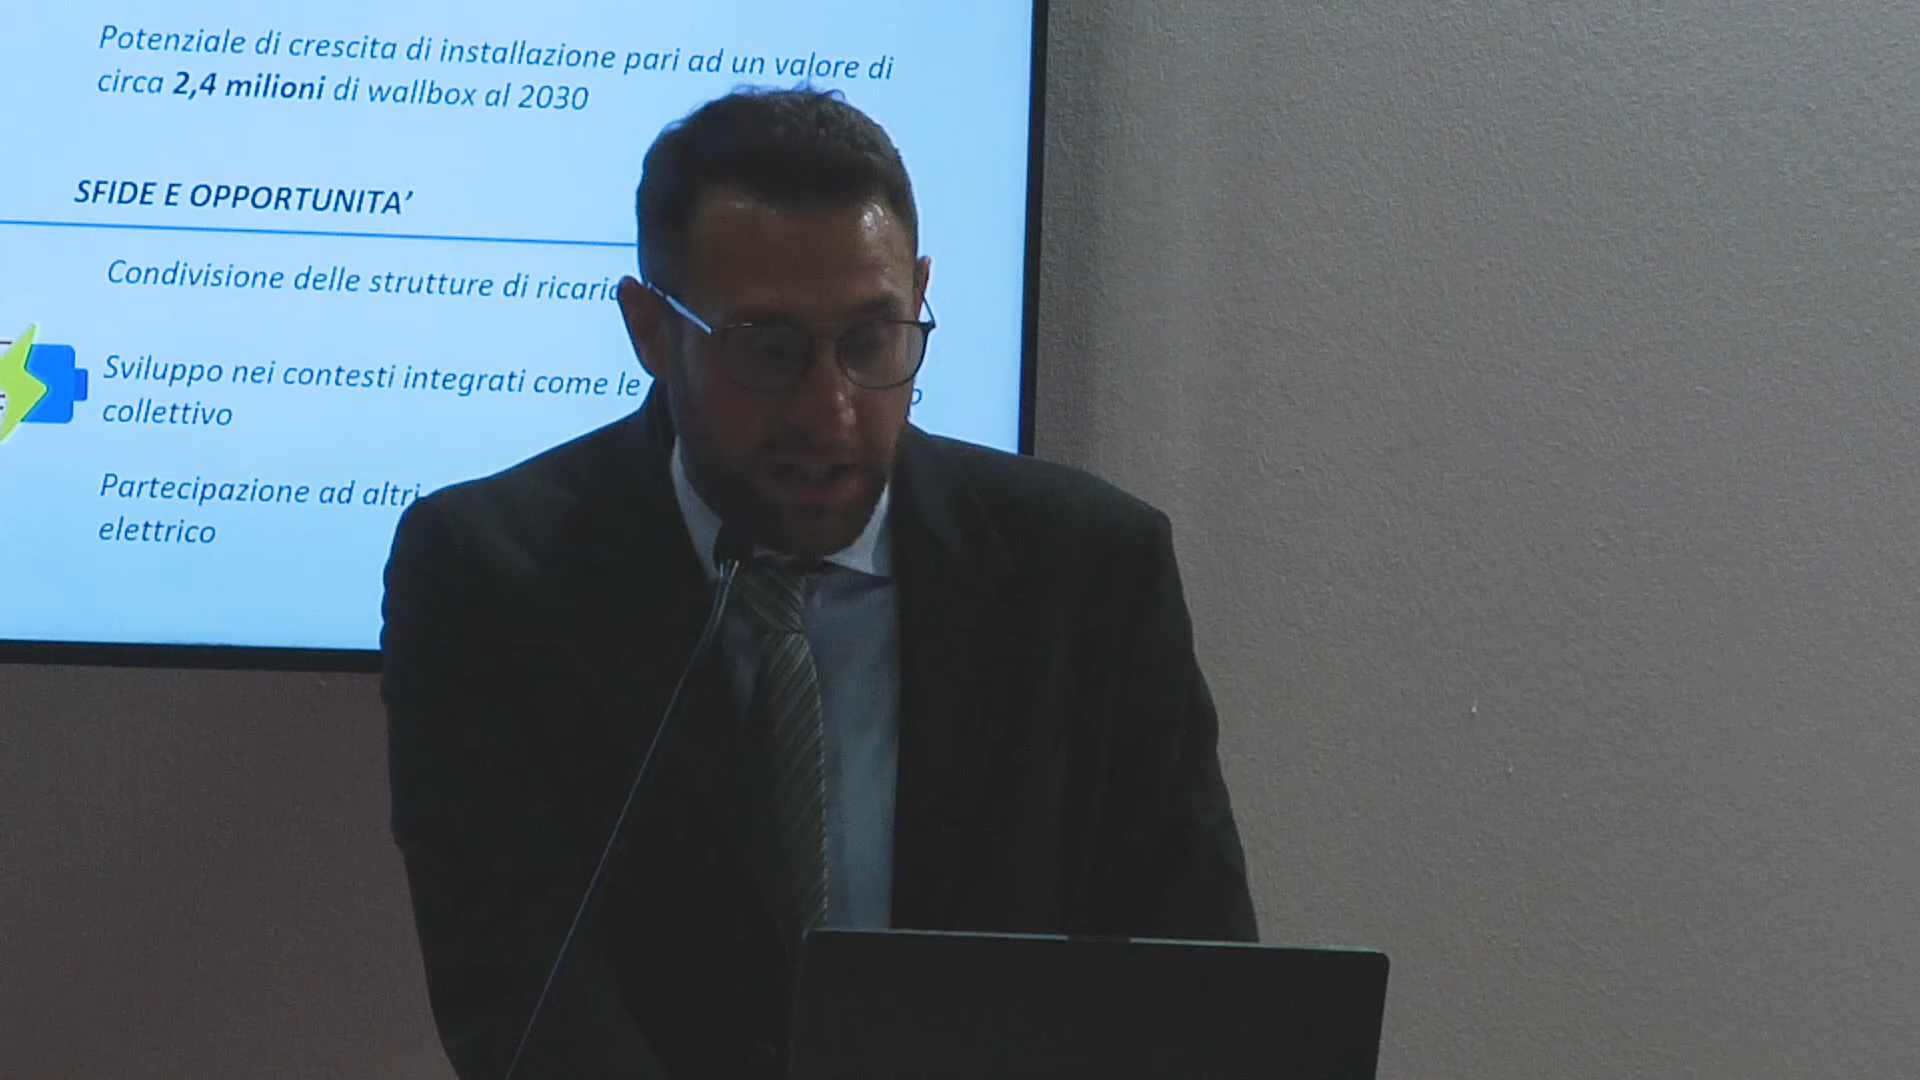 Potenziale di crescita di installazione pari ad un valore di
circa 2,4 milioni di wallbox al 2030
SFIDE E OPPORTUNITA’
Condivisione delle strutture di
Sviluppo nei contesti integrati come le
collettivo
Partecipazione ad altri
elettrico